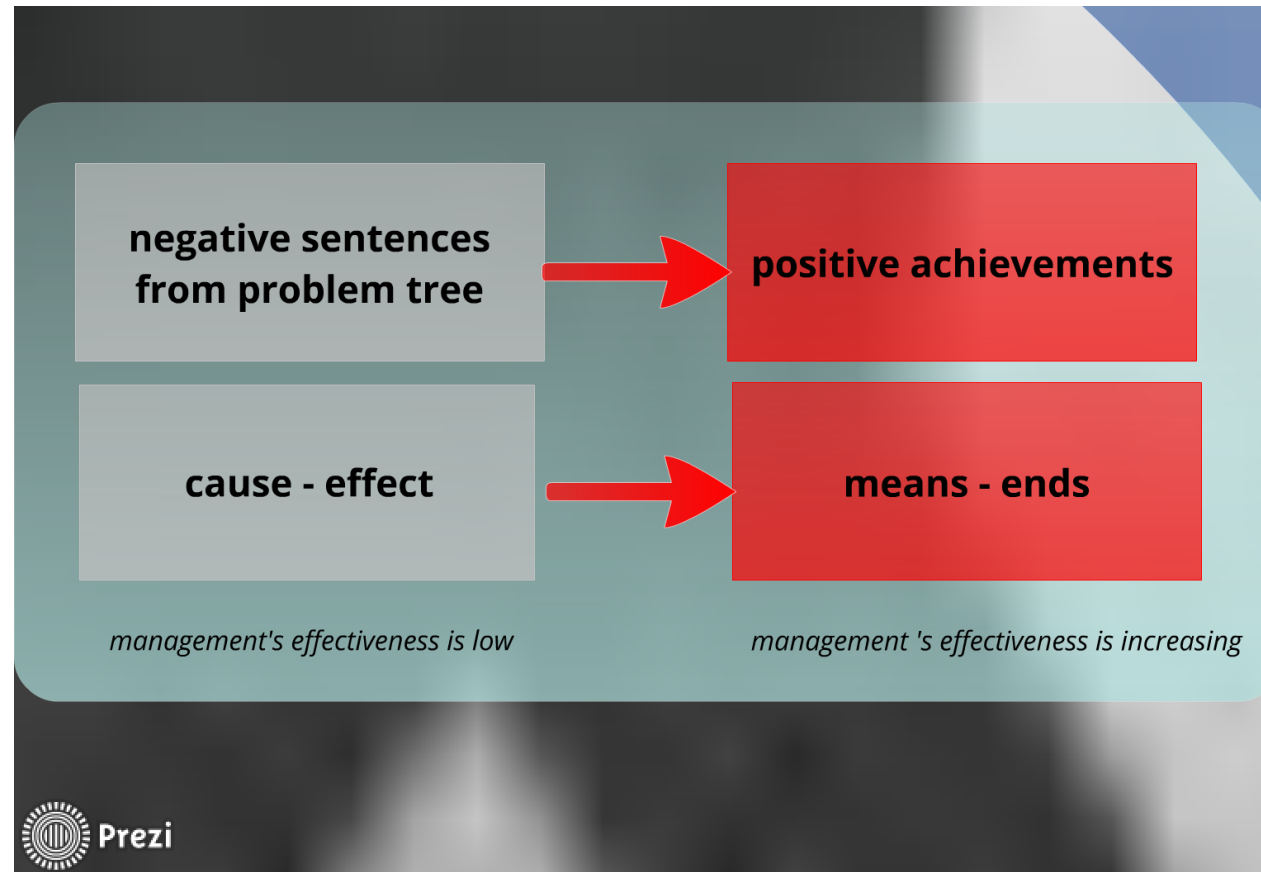 negative sentences
from problem tree
positive achievements
cause - effect
means - ends
management's effectiveness is low
management 's effectiveness is increasing
Prezi